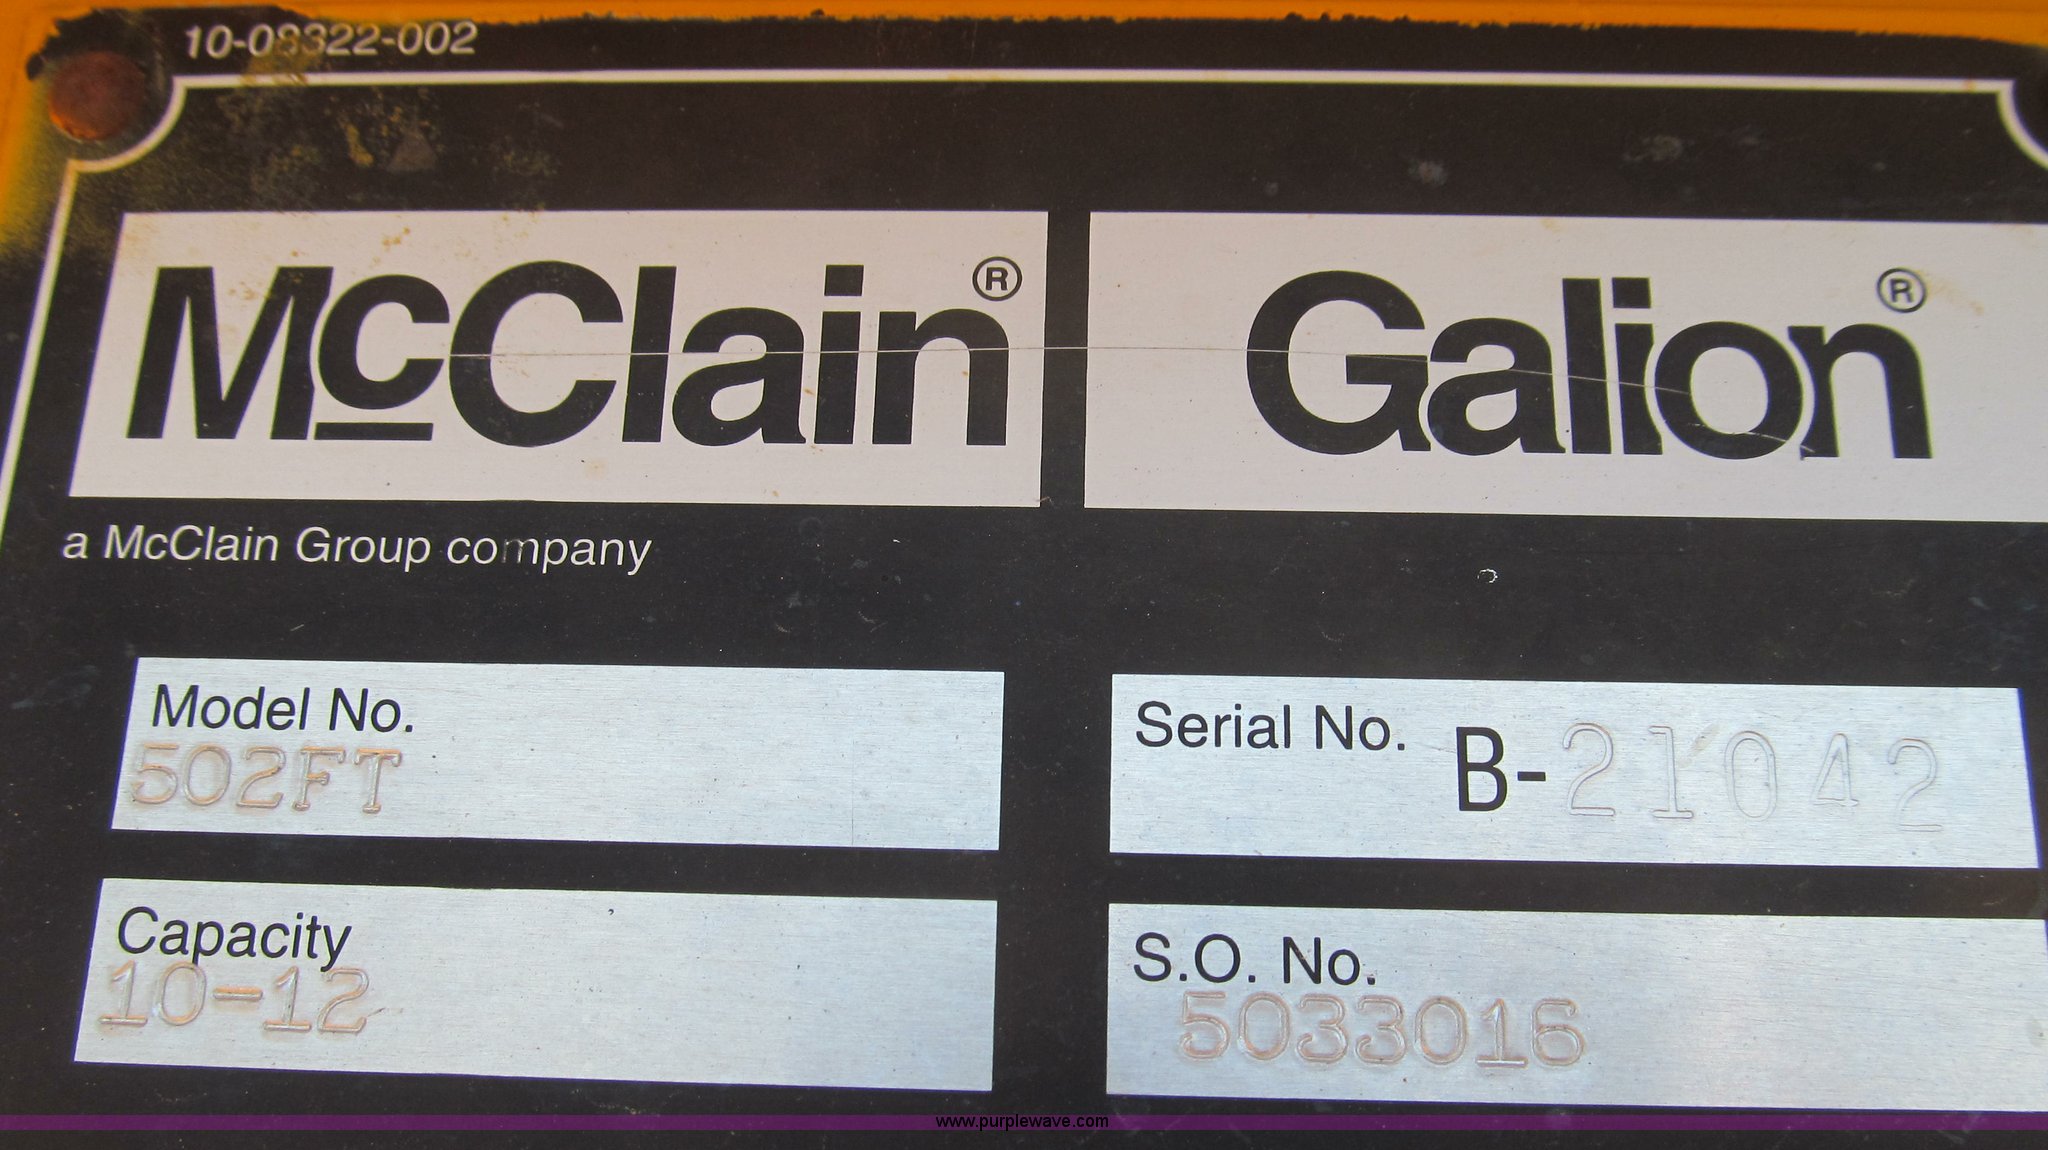 10-08322-002
McClain® Galion®
a McClain Group company
Model No.
502FT
Serial No. B-21042
Capacity
10-12
S.O. No.
5033016
www.purplewave.com